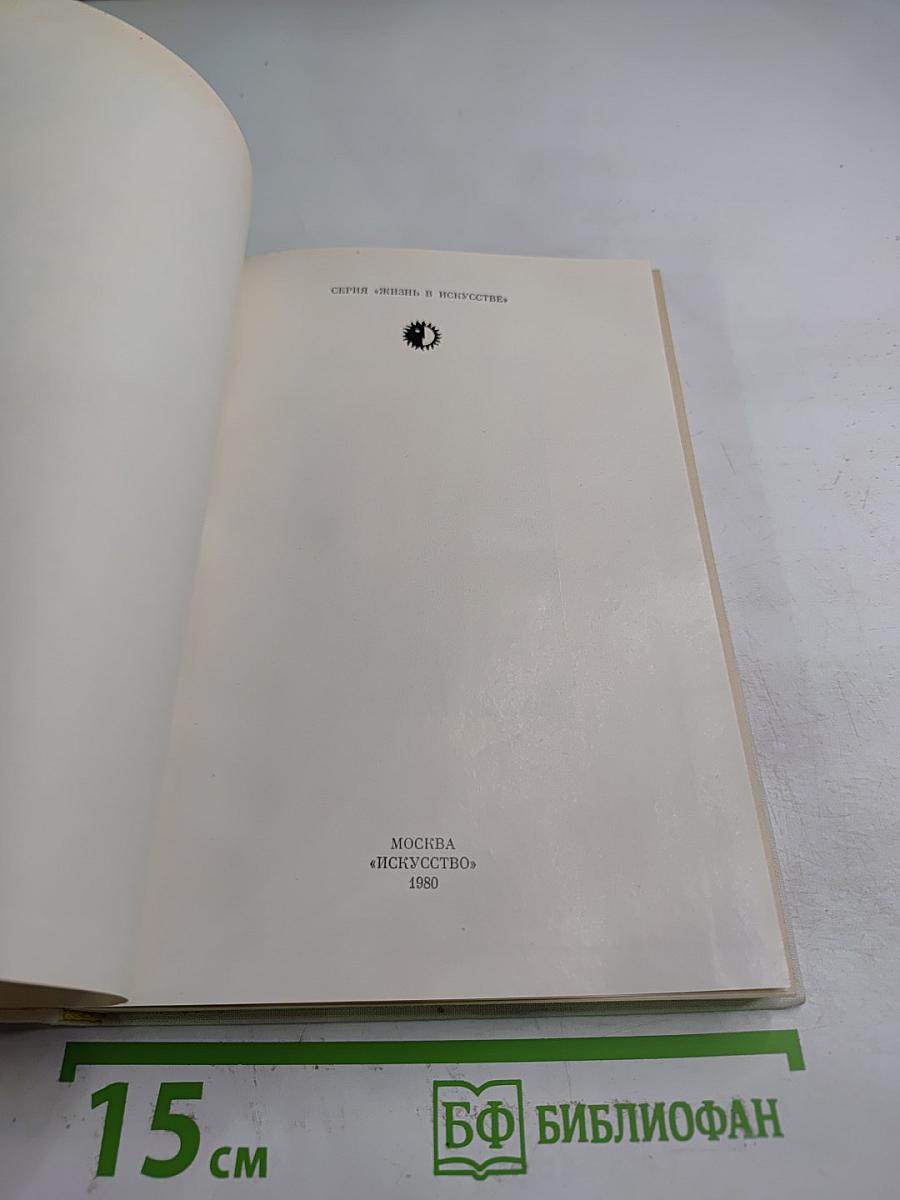 СЕРИЯ «ЖИЗНЬ В ИСКУССТВЕ»
МОСКВА
«ИСКУССТВО»
1980
15 см
БФ БИБЛИОФАН